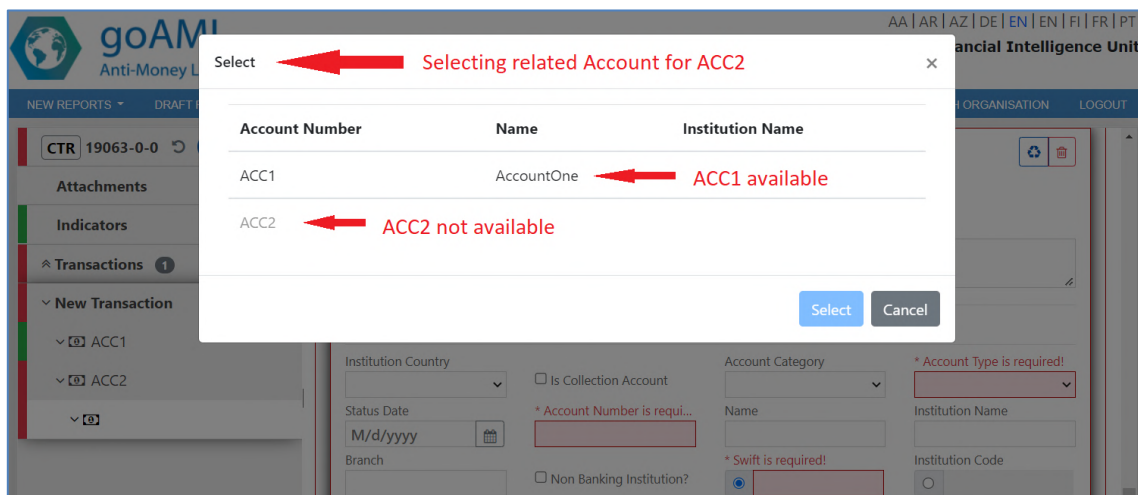 AA | AR | AZ | DE | EN | EN | FI | FR | PT
goAML
Anti-Money L
ancial Intelligence Unit
Select
Selecting related Account for ACC2
×
NEW REPORTS
DRAFT
ORGANISATION
LOGOUT
Account Number Name Institution Name
CTR 19063-0-0
ACC1 AccountOne
ACC1 available
Attachments
ACC2
ACC2 not available
Indicators
Transactions 1
New Transaction
Select Cancel
ACC1
Institution Country
Account Category
* Account Type is required!
ACC2
Is Collection Account
Status Date
* Account Number is requi...
Name
Institution Name
M/d/yyyy
Branch
* Swift is required!
Institution Code
Non Banking Institution?